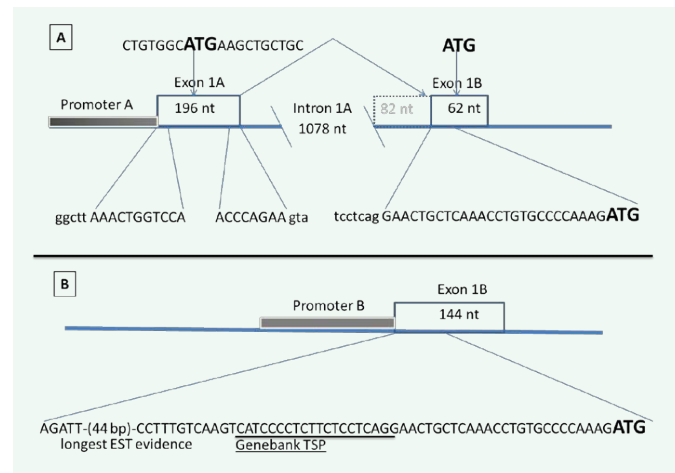 A
CTGTGGCATGAAGCTGCTGC
ATG
Exon 1A
Exon 1B
Promoter A
196 nt
Intron 1A
1078 nt
82 nt
62 nt
ggctt AAACTGGTCCA
ACCCAGAA gta
tcctcag GAACTGCTCAAACCTGTGCCCCAAAGATG
B
Exon 1B
Promoter B
144 nt
AGATT-(44 bp)-CCTTTGTCAAGTCATCCCCTCTTCTCCTCAGGAACTGCTCAAACCTGTGCCCCAAAGATG
longest EST evidence
Genebank TSP